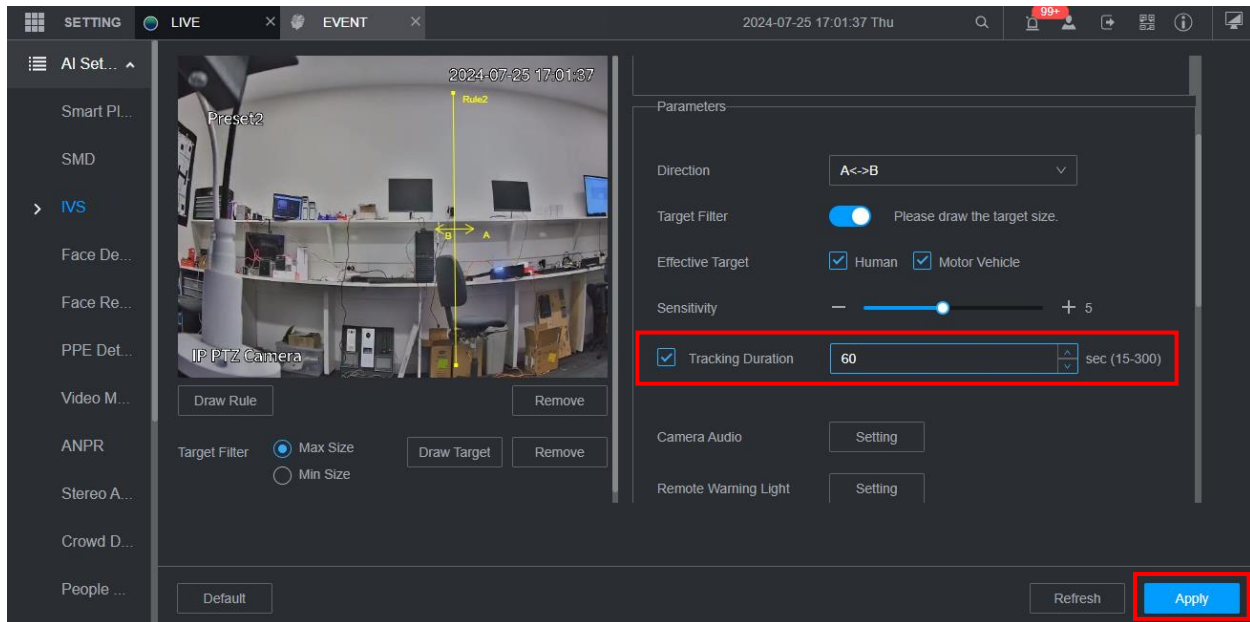 SETTING LIVE × EVENT × 2024-07-25 17:01:37 Thu 99+
AI Set...
Smart Pl...
SMD
> IVS
Face De...
Face Re...
PPE Det...
Video M...
ANPR
Stereo A...
Crowd D...
People ...
2024-07-25 17:01:37
Rule2
Preset2
B A
IP PTZ Camera
Draw Rule Remove
Target Filter Max Size Draw Target Remove
Min Size
Parameters
Direction A<->B
Target Filter Please draw the target size.
Effective Target Human Motor Vehicle
Sensitivity − + 5
Tracking Duration 60 sec (15-300)
Camera Audio Setting
Remote Warning Light Setting
Default Refresh Apply